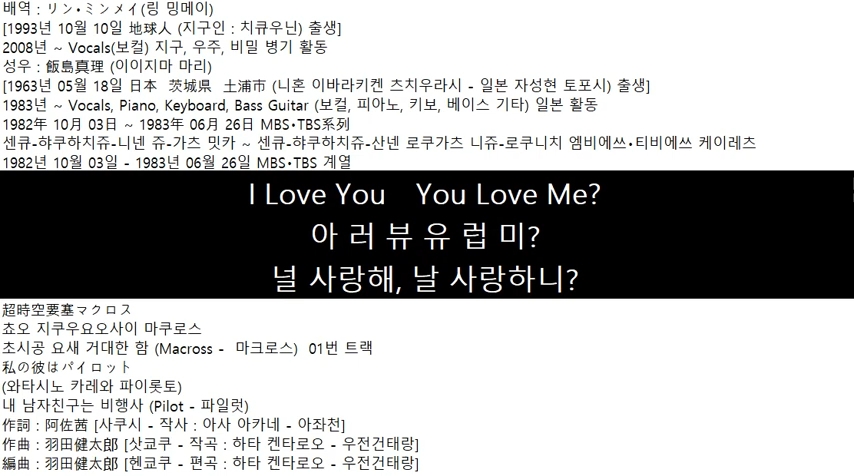 배역 : リン・ミンメイ(링 밍메이)
[1993년 10월 10일 地球人 (지구인 : 치큐우닌) 출생]
2008년 ~ Vocals(보컬) 지구, 우주, 비밀 병기 활동
성우 : 飯島真理 (이이지마 마리)
[1963년 05월 18일 日本 茨城県 土浦市 (니혼 이바라키켄 츠치우라시 - 일본 자성현 토포시) 출생]
1983년 ~ Vocals, Piano, Keyboard, Bass Guitar (보컬, 피아노, 키보, 베이스 기타) 일본 활동
1982年 10月 03日 ~ 1983年 06月 26日 MBS・TBS系列
센큐-햐쿠하치쥬-니넨 쥬-가츠 밋카 ~ 센큐-햐쿠하치쥬-산넨 로쿠가츠 니쥬-로쿠니치 엠비에쓰・티비에쓰 케이레츠
1982년 10월 03일 - 1983년 06월 26일 MBS・TBS 계열
I Love You You Love Me?
아 러 뷰 유 럽 미?
널 사랑해, 날 사랑하니?
超時空要塞マクロス
쵸오 지쿠우요오사이 마쿠로스
초시공 요새 거대한 함 (Macross - 마크로스) 01번 트랙
私の彼はパイロット
(와타시노 카레와 파이롯토)
내 남자친구는 비행사 (Pilot - 파일럿)
作詞 : 阿佐茜 [사쿠시 - 작사 : 아사 아카네 - 아좌천]
作曲 : 羽田健太郎 [삿쿄쿠 - 작곡 : 하타 켄타로오 - 우전건태랑]
編曲 : 羽田健太郎 [헨쿄쿠 - 편곡 : 하타 켄타로오 - 우전건태랑]